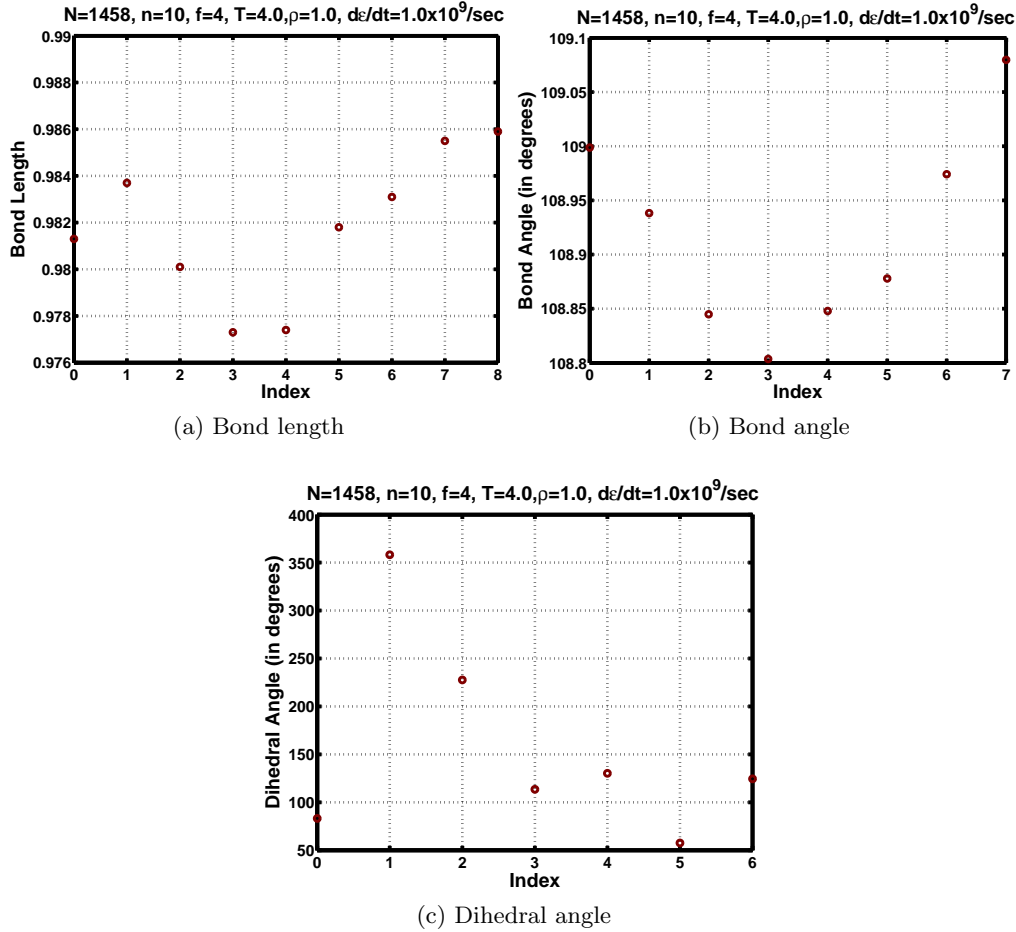 N=1458, n=10, f=4, T=4.0,ρ=1.0, dε/dt=1.0x10⁹/sec
0.99
0.988
0.986
0.984
0.982
0.98
0.978
0.976
Bond Length
0 1 2 3 4 5 6 7 8
Index
(a) Bond length
N=1458, n=10, f=4, T=4.0,ρ=1.0, dε/dt=1.0x10⁹/sec
109.1
109.05
109
108.95
108.9
108.85
108.8
Bond Angle (in degrees)
0 1 2 3 4 5 6 7
Index
(b) Bond angle
N=1458, n=10, f=4, T=4.0,ρ=1.0, dε/dt=1.0x10⁹/sec
400
350
300
250
200
150
100
50
Dihedral Angle (in degrees)
0 1 2 3 4 5 6
Index
(c) Dihedral angle